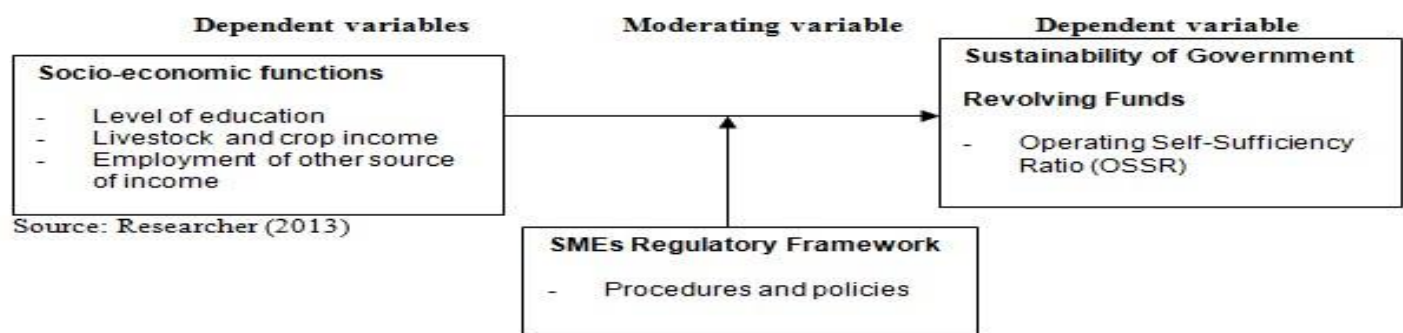 Dependent variables
Moderating variable
Dependent variable
Socio-economic functions
- Level of education
- Livestock and crop income
- Employment of other source
of income
Sustainability of Government
Revolving Funds
- Operating Self-Sufficiency
Ratio (OSSR)
Source: Researcher (2013)
SMEs Regulatory Framework
- Procedures and policies